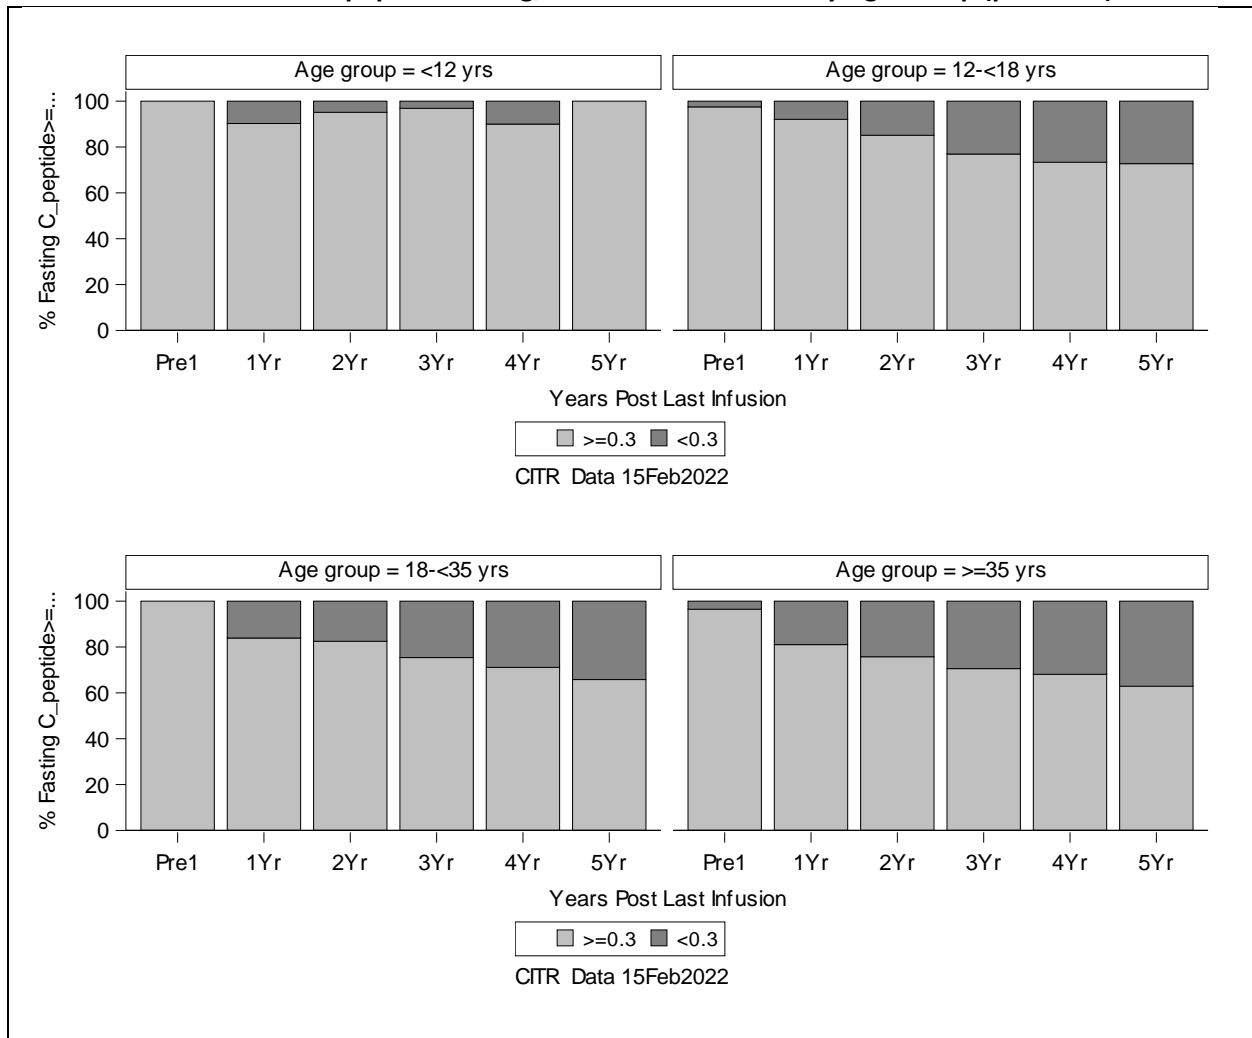 Age group = <12 yrs
Age group = 12-<18 yrs
% Fasting C_peptide>=...
100
80
60
40
20
0
Pre1 1Yr 2Yr 3Yr 4Yr 5Yr
Pre1 1Yr 2Yr 3Yr 4Yr 5Yr
Years Post Last Infusion
>=0.3 <0.3
CITR Data 15Feb2022
Age group = 18-<35 yrs
Age group = >=35 yrs
% Fasting C_peptide>=...
100
80
60
40
20
0
Pre1 1Yr 2Yr 3Yr 4Yr 5Yr
Pre1 1Yr 2Yr 3Yr 4Yr 5Yr
Years Post Last Infusion
>=0.3 <0.3
CITR Data 15Feb2022